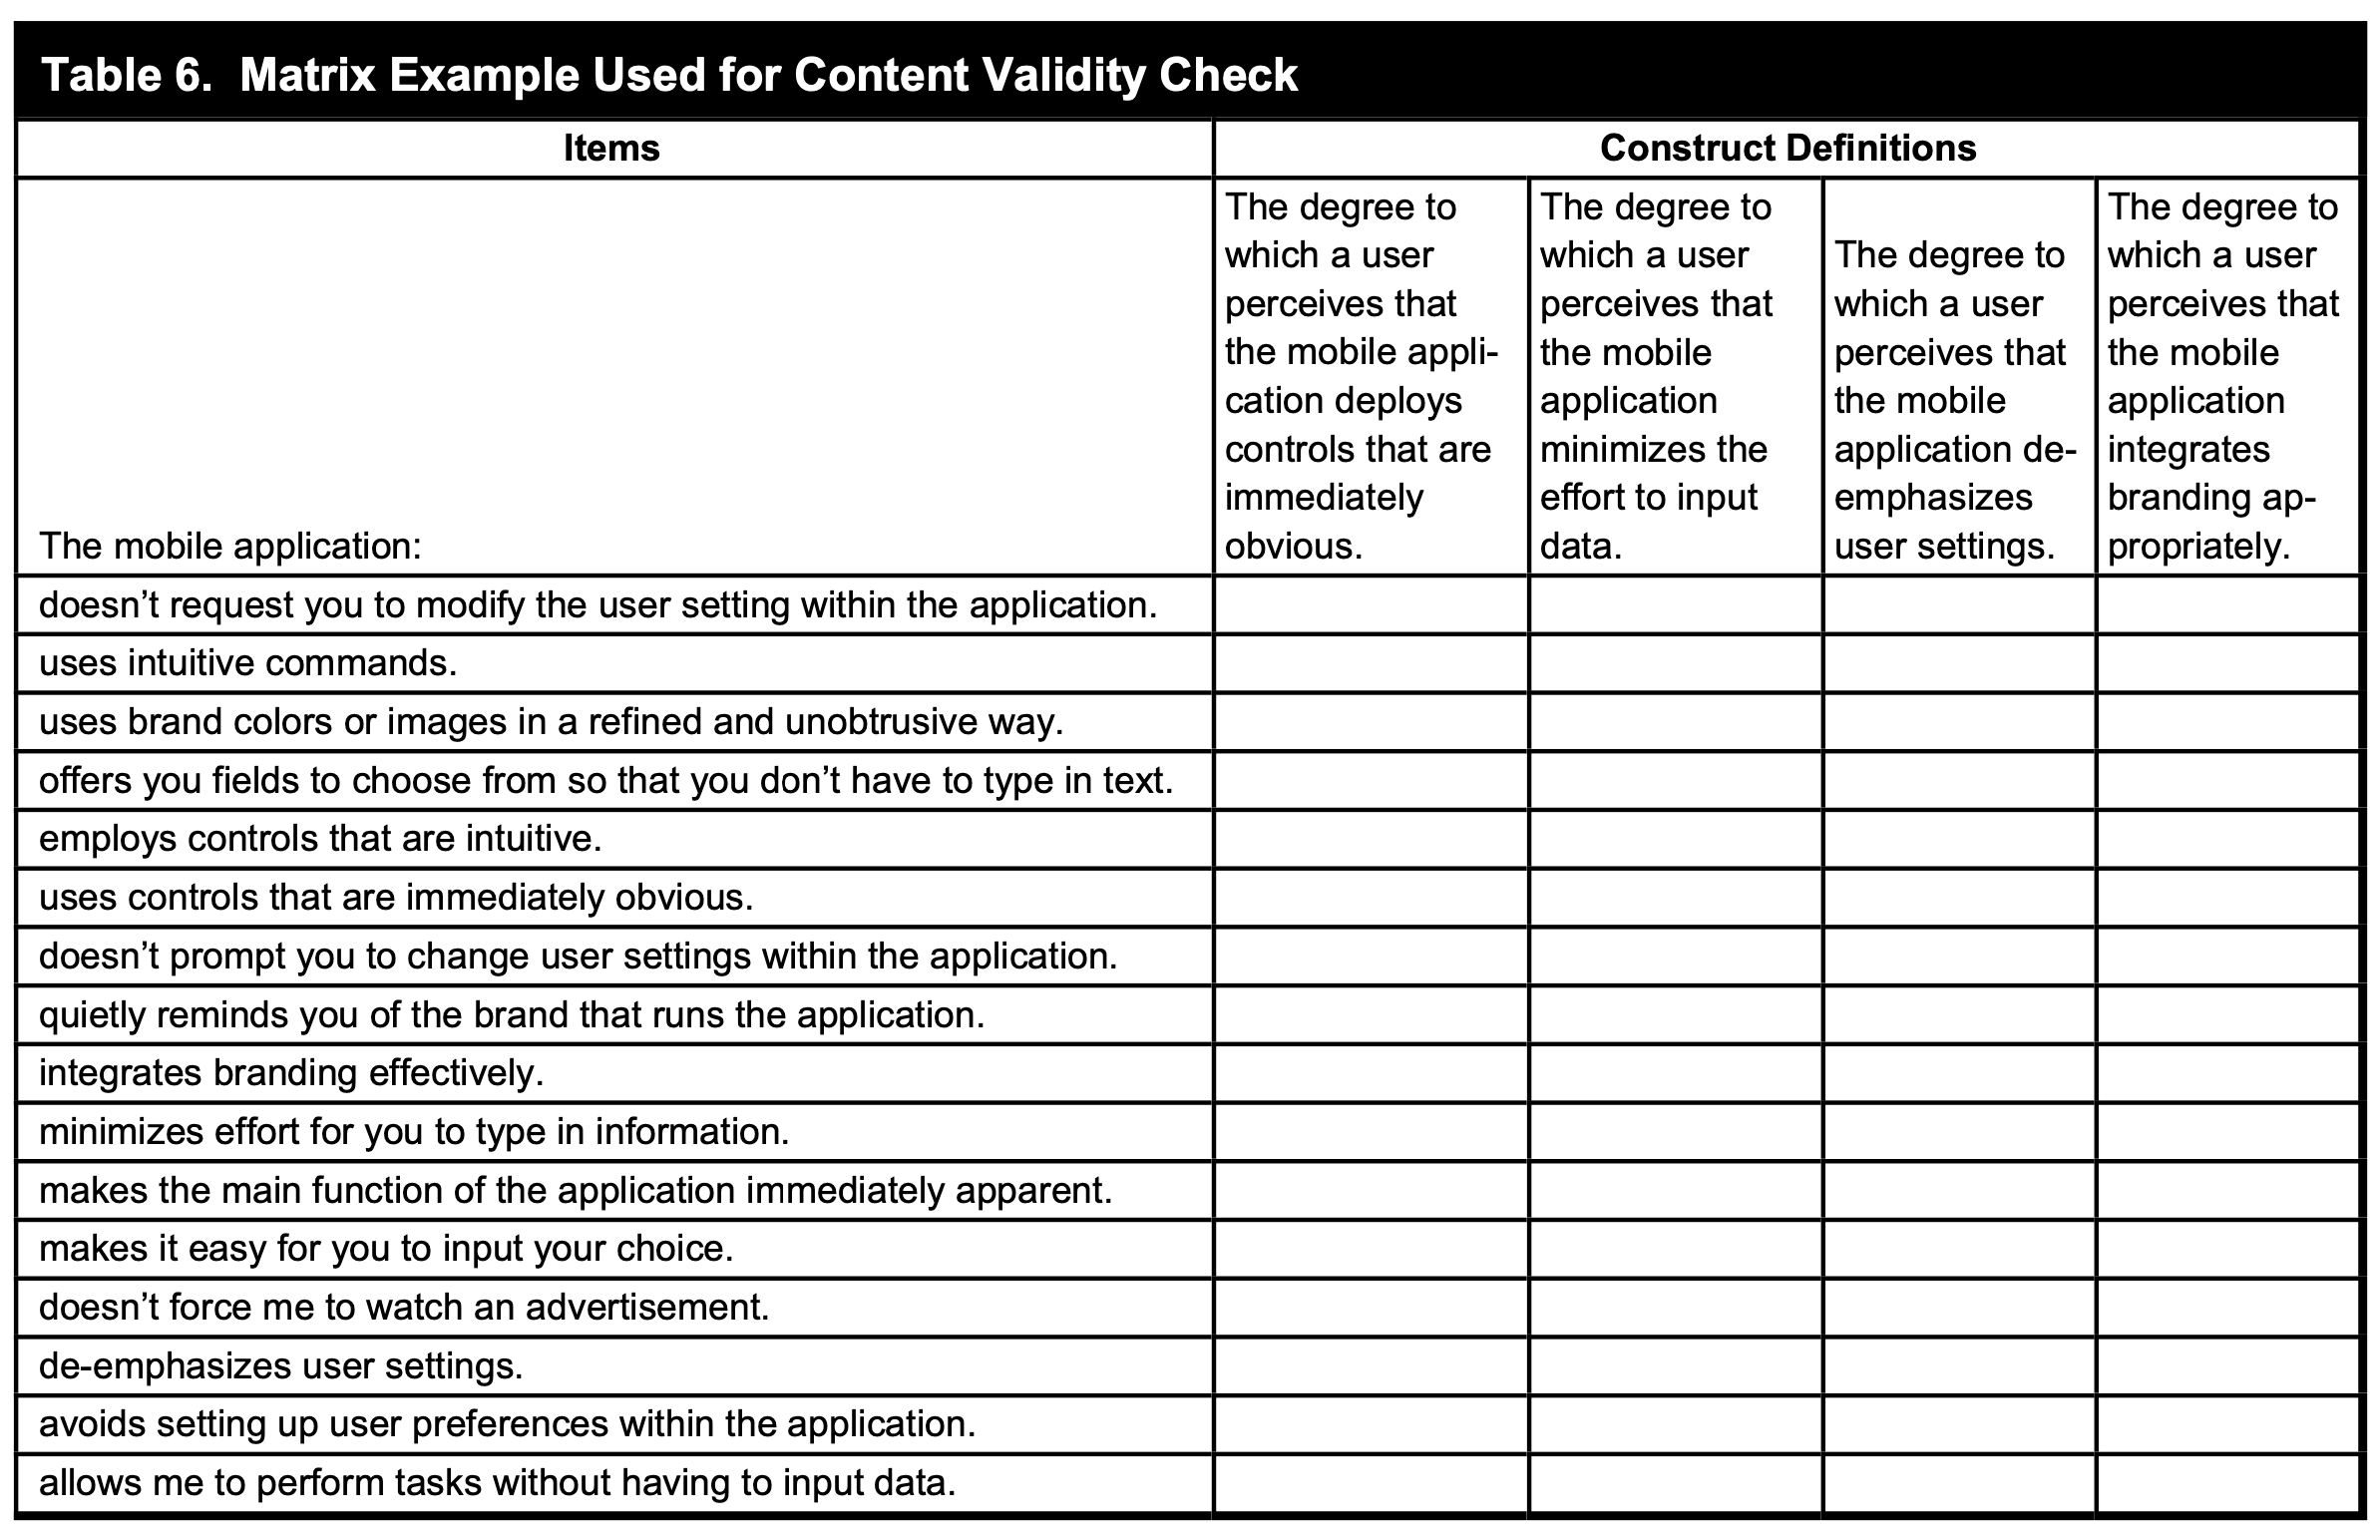 Table 6. Matrix Example Used for Content Validity Check
Items
Construct Definitions
The mobile application:
The degree to
which a user
perceives that
the mobile appli-
cation deploys
controls that are
immediately
obvious.
The degree to
which a user
perceives that
the mobile
application
minimizes the
effort to input
data.
The degree to
which a user
perceives that
the mobile
application de-
emphasizes
user settings.
The degree to
which a user
perceives that
the mobile
application
integrates
branding ap-
propriately.
doesn’t request you to modify the user setting within the application.
uses intuitive commands.
uses brand colors or images in a refined and unobtrusive way.
offers you fields to choose from so that you don’t have to type in text.
employs controls that are intuitive.
uses controls that are immediately obvious.
doesn’t prompt you to change user settings within the application.
quietly reminds you of the brand that runs the application.
integrates branding effectively.
minimizes effort for you to type in information.
makes the main function of the application immediately apparent.
makes it easy for you to input your choice.
doesn’t force me to watch an advertisement.
de-emphasizes user settings.
avoids setting up user preferences within the application.
allows me to perform tasks without having to input data.